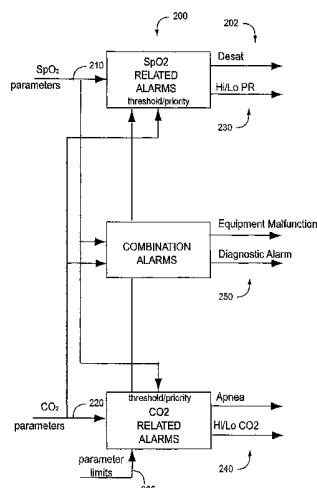 200
202
210
SpO₂
parameters
SpO2
RELATED
ALARMS
threshold/priority
Desat
Hi/Lo PR
230
COMBINATION
ALARMS
Equipment Malfunction
Diagnostic Alarm
250
CO₂
parameters
220
threshold/priority
CO2
RELATED
ALARMS
Apnea
Hi/Lo CO2
240
parameter
limits